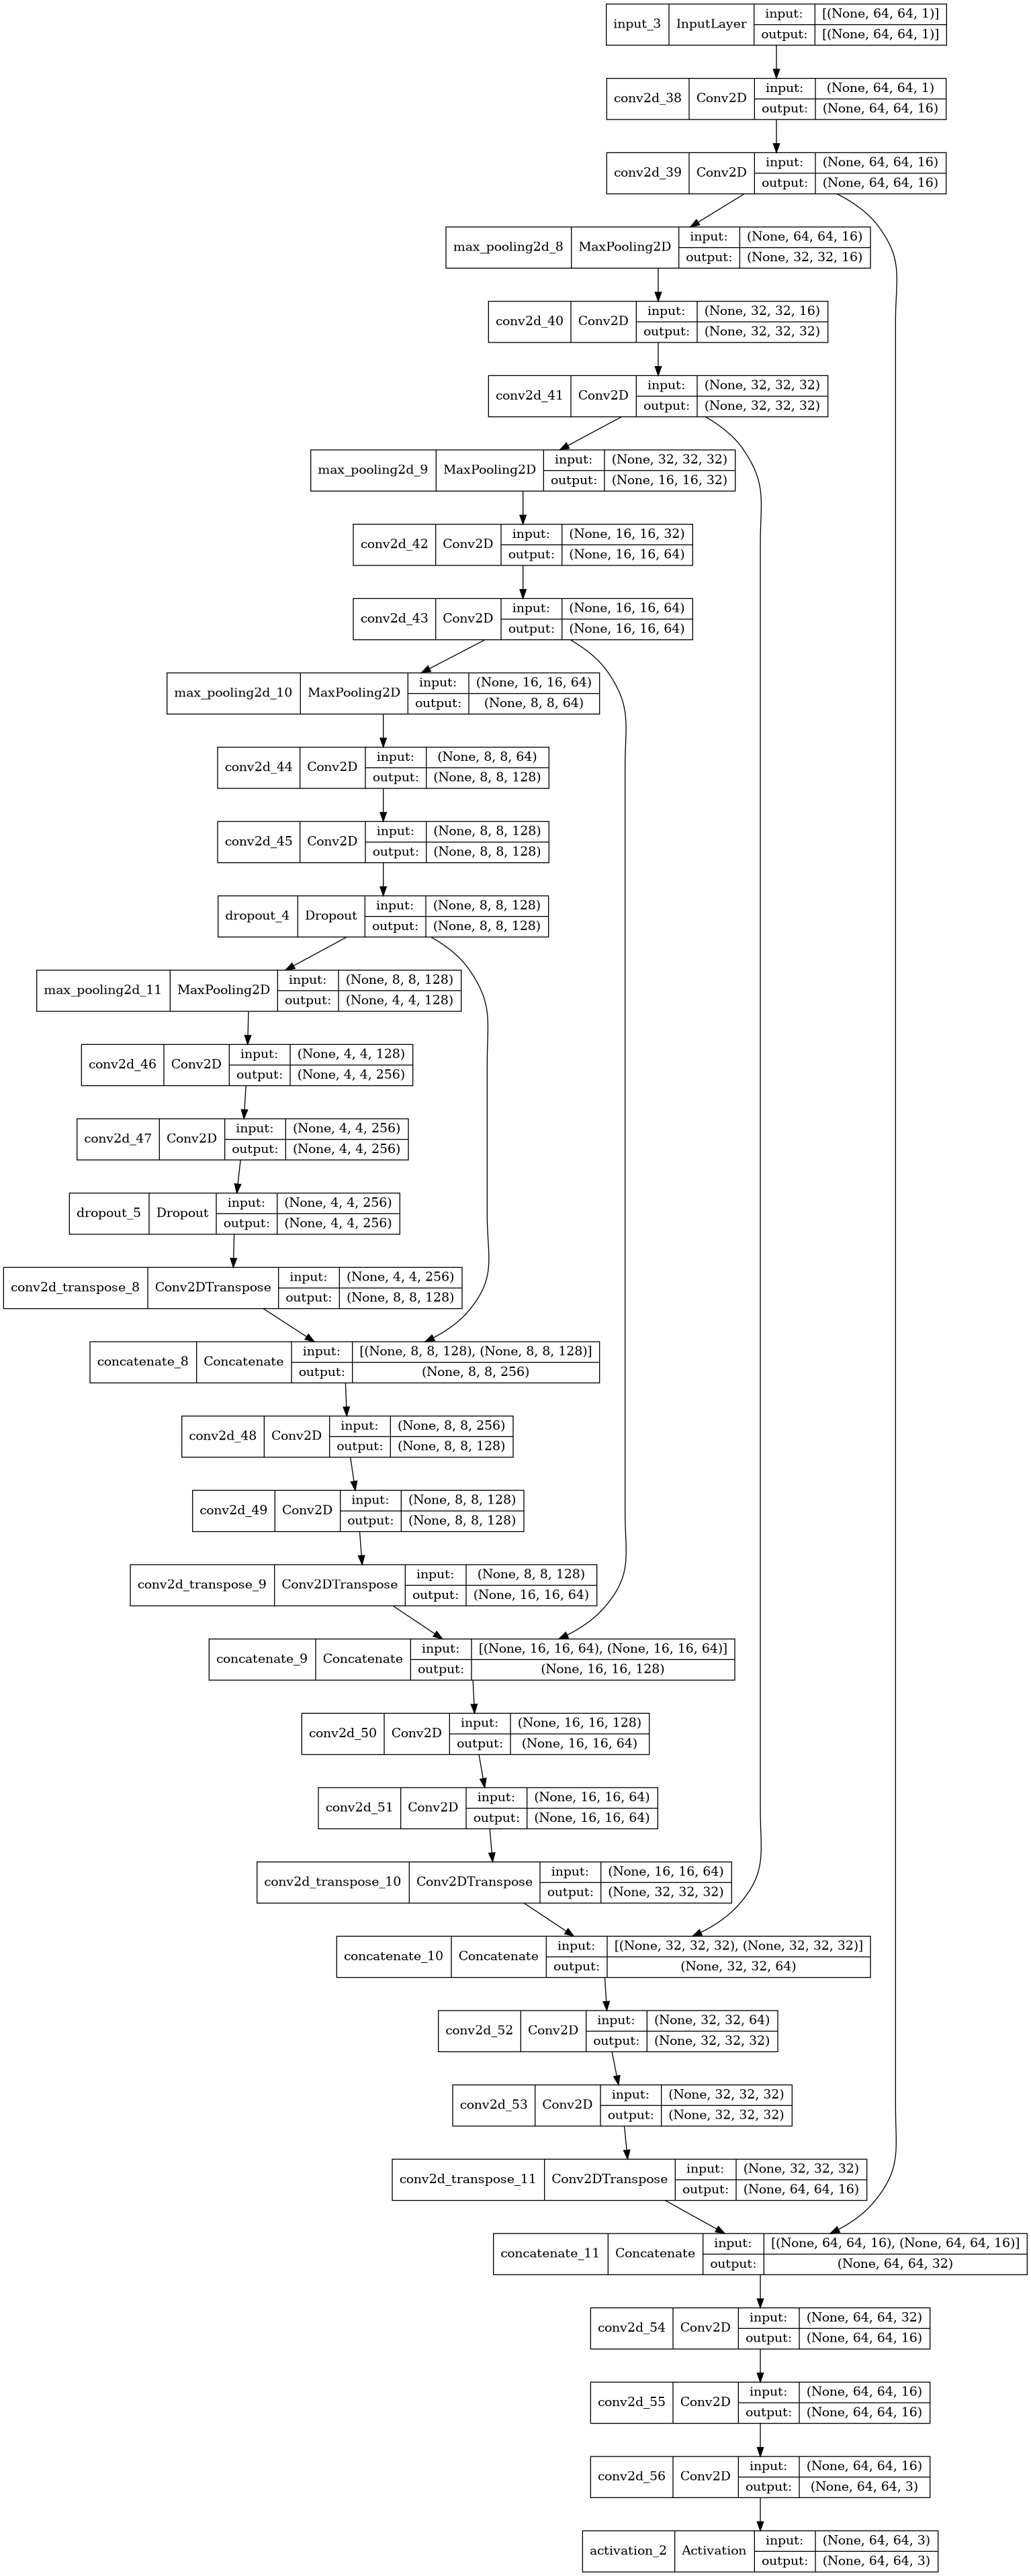 input_3 InputLayer input: [(None, 64, 64, 1)]
output: [(None, 64, 64, 1)]
conv2d_38 Conv2D input: (None, 64, 64, 1)
output: (None, 64, 64, 16)
conv2d_39 Conv2D input: (None, 64, 64, 16)
output: (None, 64, 64, 16)
max_pooling2d_8 MaxPooling2D input: (None, 64, 64, 16)
output: (None, 32, 32, 16)
conv2d_40 Conv2D input: (None, 32, 32, 16)
output: (None, 32, 32, 32)
conv2d_41 Conv2D input: (None, 32, 32, 32)
output: (None, 32, 32, 32)
max_pooling2d_9 MaxPooling2D input: (None, 32, 32, 32)
output: (None, 16, 16, 32)
conv2d_42 Conv2D input: (None, 16, 16, 32)
output: (None, 16, 16, 64)
conv2d_43 Conv2D input: (None, 16, 16, 64)
output: (None, 16, 16, 64)
max_pooling2d_10 MaxPooling2D input: (None, 16, 16, 64)
output: (None, 8, 8, 64)
conv2d_44 Conv2D input: (None, 8, 8, 64)
output: (None, 8, 8, 128)
conv2d_45 Conv2D input: (None, 8, 8, 128)
output: (None, 8, 8, 128)
dropout_4 Dropout input: (None, 8, 8, 128)
output: (None, 8, 8, 128)
max_pooling2d_11 MaxPooling2D input: (None, 8, 8, 128)
output: (None, 4, 4, 128)
conv2d_46 Conv2D input: (None, 4, 4, 128)
output: (None, 4, 4, 256)
conv2d_47 Conv2D input: (None, 4, 4, 256)
output: (None, 4, 4, 256)
dropout_5 Dropout input: (None, 4, 4, 256)
output: (None, 4, 4, 256)
conv2d_transpose_8 Conv2DTranspose input: (None, 4, 4, 256)
output: (None, 8, 8, 128)
concatenate_8 Concatenate input: [(None, 8, 8, 128), (None, 8, 8, 128)]
output: (None, 8, 8, 256)
conv2d_48 Conv2D input: (None, 8, 8, 256)
output: (None, 8, 8, 128)
conv2d_49 Conv2D input: (None, 8, 8, 128)
output: (None, 8, 8, 128)
conv2d_transpose_9 Conv2DTranspose input: (None, 8, 8, 128)
output: (None, 16, 16, 64)
concatenate_9 Concatenate input: [(None, 16, 16, 64), (None, 16, 16, 64)]
output: (None, 16, 16, 128)
conv2d_50 Conv2D input: (None, 16, 16, 128)
output: (None, 16, 16, 64)
conv2d_51 Conv2D input: (None, 16, 16, 64)
output: (None, 16, 16, 64)
conv2d_transpose_10 Conv2DTranspose input: (None, 16, 16, 64)
output: (None, 32, 32, 32)
concatenate_10 Concatenate input: [(None, 32, 32, 32), (None, 32, 32, 32)]
output: (None, 32, 32, 64)
conv2d_52 Conv2D input: (None, 32, 32, 64)
output: (None, 32, 32, 32)
conv2d_53 Conv2D input: (None, 32, 32, 32)
output: (None, 32, 32, 32)
conv2d_transpose_11 Conv2DTranspose input: (None, 32, 32, 32)
output: (None, 64, 64, 16)
concatenate_11 Concatenate input: [(None, 64, 64, 16), (None, 64, 64, 16)]
output: (None, 64, 64, 32)
conv2d_54 Conv2D input: (None, 64, 64, 32)
output: (None, 64, 64, 16)
conv2d_55 Conv2D input: (None, 64, 64, 16)
output: (None, 64, 64, 16)
conv2d_56 Conv2D input: (None, 64, 64, 16)
output: (None, 64, 64, 3)
activation_2 Activation input: (None, 64, 64, 3)
output: (None, 64, 64, 3)